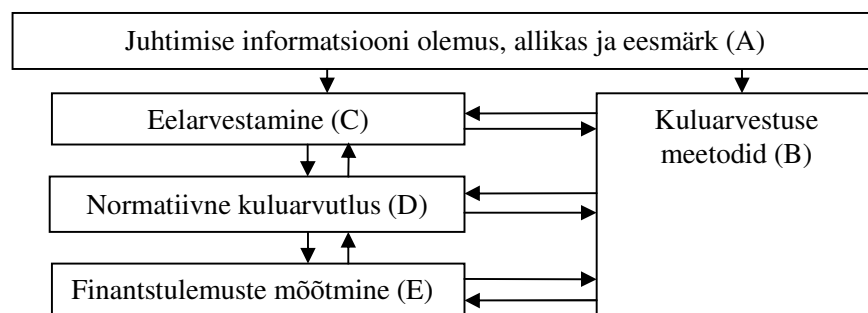 Juhtimise informatsiooni olemus, allikas ja eesmärk (A)
Eelarvestamine (C)
Kuluarvestuse
meetodid (B)
Normatiivne kuluarvutlus (D)
Finantstulemuste mõõtmine (E)